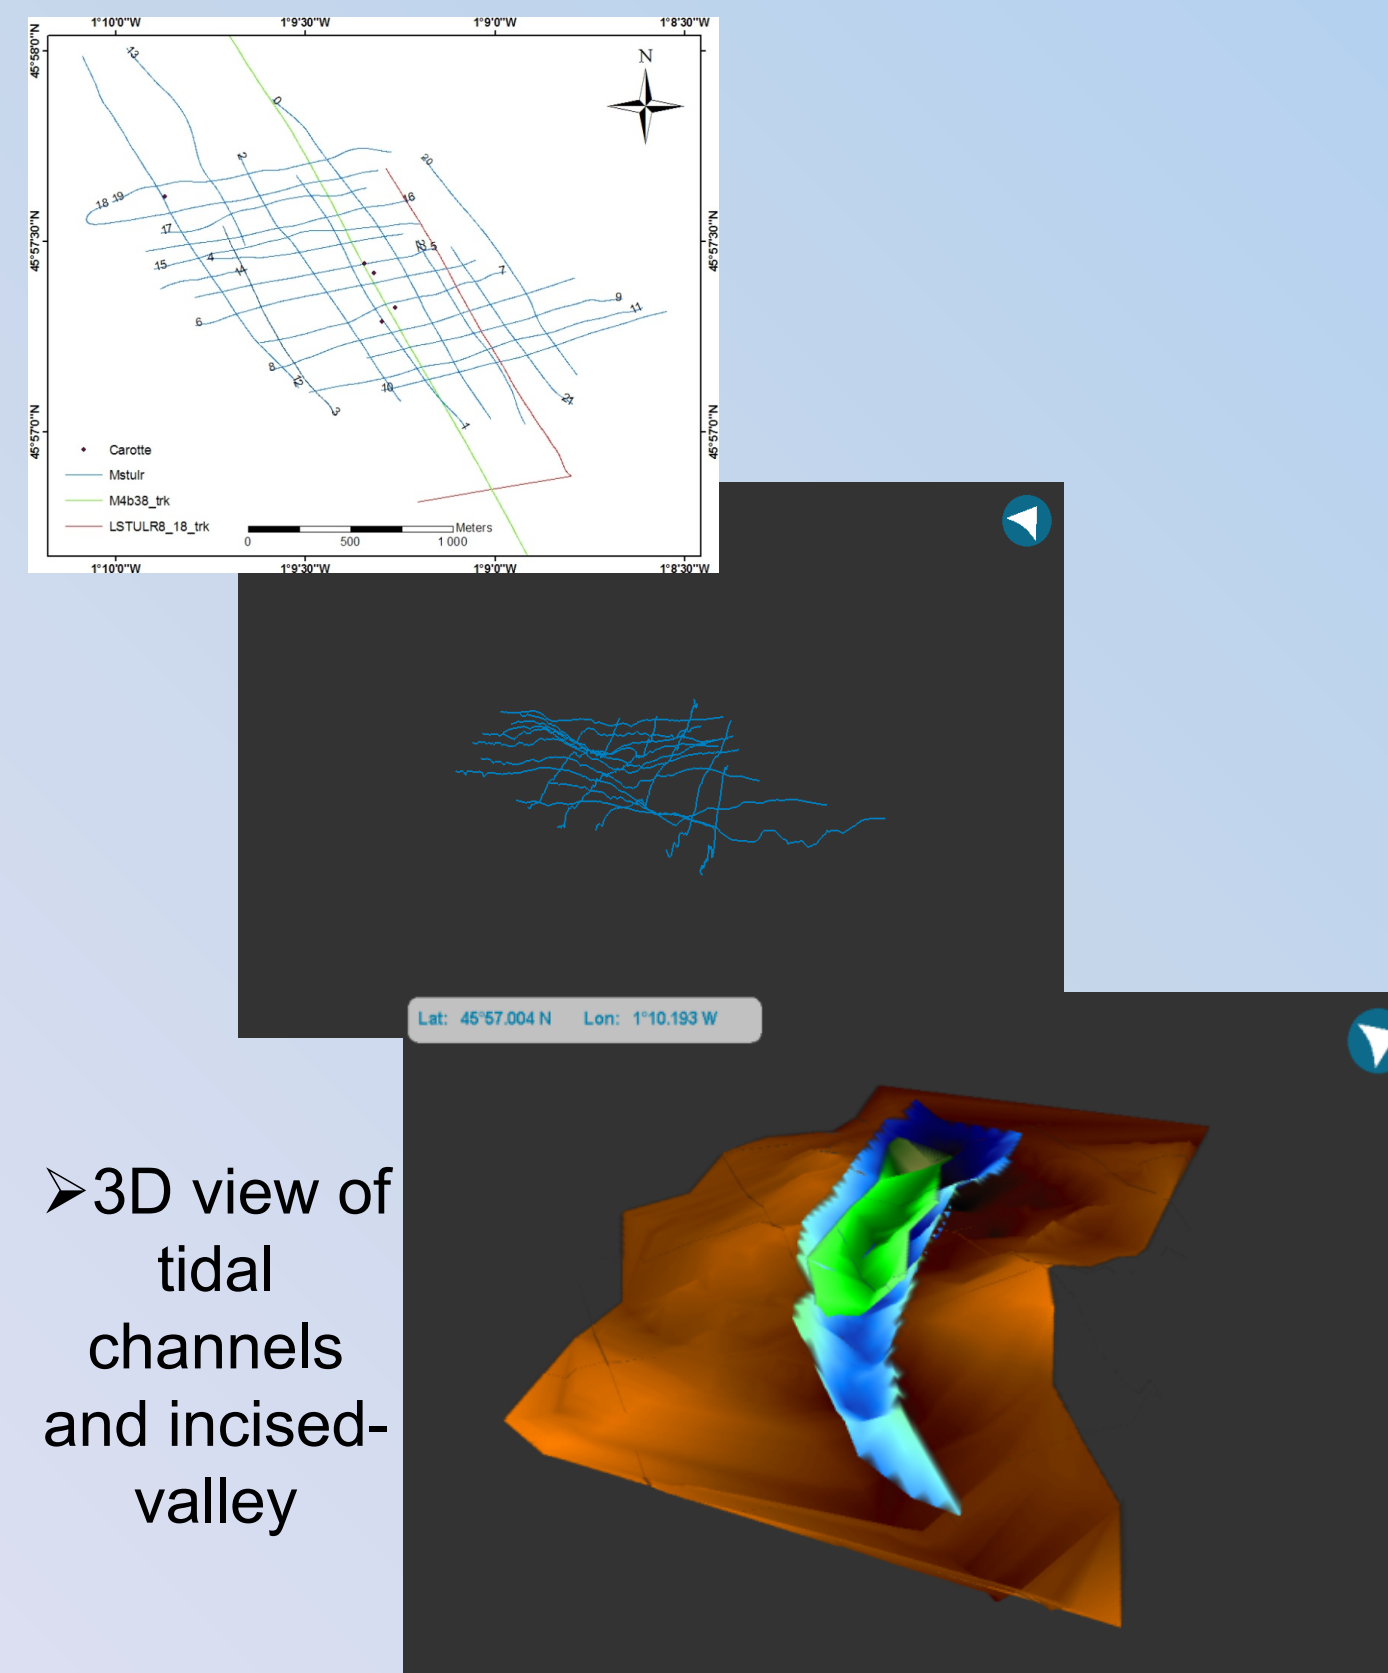 1°10'0"W 1°9'30"W 1°9'0"W 1°8'30"W
45°58'0"N
13
N
0
2
20
18 19
16
17
45°57'30"N 45°57'30"N
5
4
15
14
7
9
11
6
8
12
10
3
1
21
45°57'0"N 45°57'0"N
Carotte
Mstulr
M4b38_trk
LSTULR8_18_trk
Meters
0 500 1 000
1°10'0"W 1°9'30"W 1°9'0"W 1°8'30"W
Lat: 45°57.004 N Lon: 1°10.193 W
➢3D view of
tidal
channels
and incised-
valley